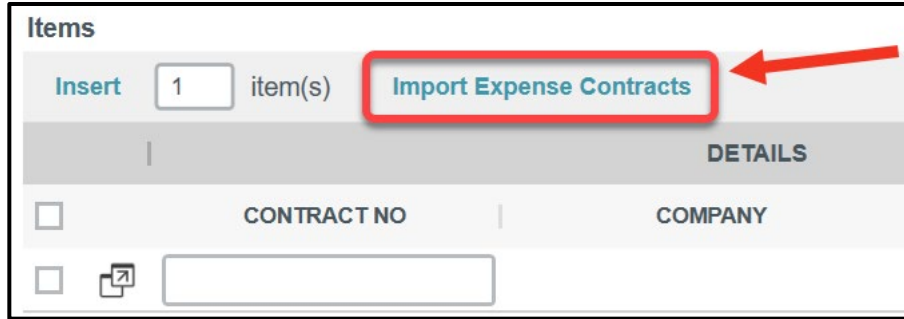 Items
Insert 1 item(s) Import Expense Contracts
DETAILS
CONTRACT NO COMPANY